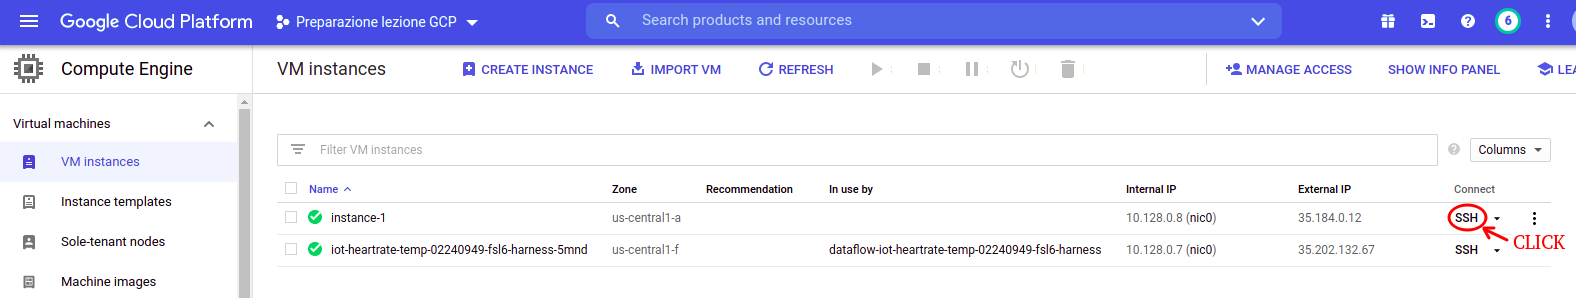 Google Cloud Platform
Preparazione lezione GCP
Search products and resources
6
Compute Engine
VM instances
CREATE INSTANCE
IMPORT VM
REFRESH
MANAGE ACCESS
SHOW INFO PANEL
LEA
Virtual machines
VM instances
Instance templates
Sole-tenant nodes
Machine images
Filter VM instances
Columns
Name Zone Recommendation In use by Internal IP External IP Connect
instance-1 us-central1-a 10.128.0.8 (nic0) 35.184.0.12 SSH
CLICK
iot-heartrate-temp-02240949-fsl6-harness-5mnd us-central1-f dataflow-iot-heartrate-temp-02240949-fsl6-harness 10.128.0.7 (nic0) 35.202.132.67 SSH